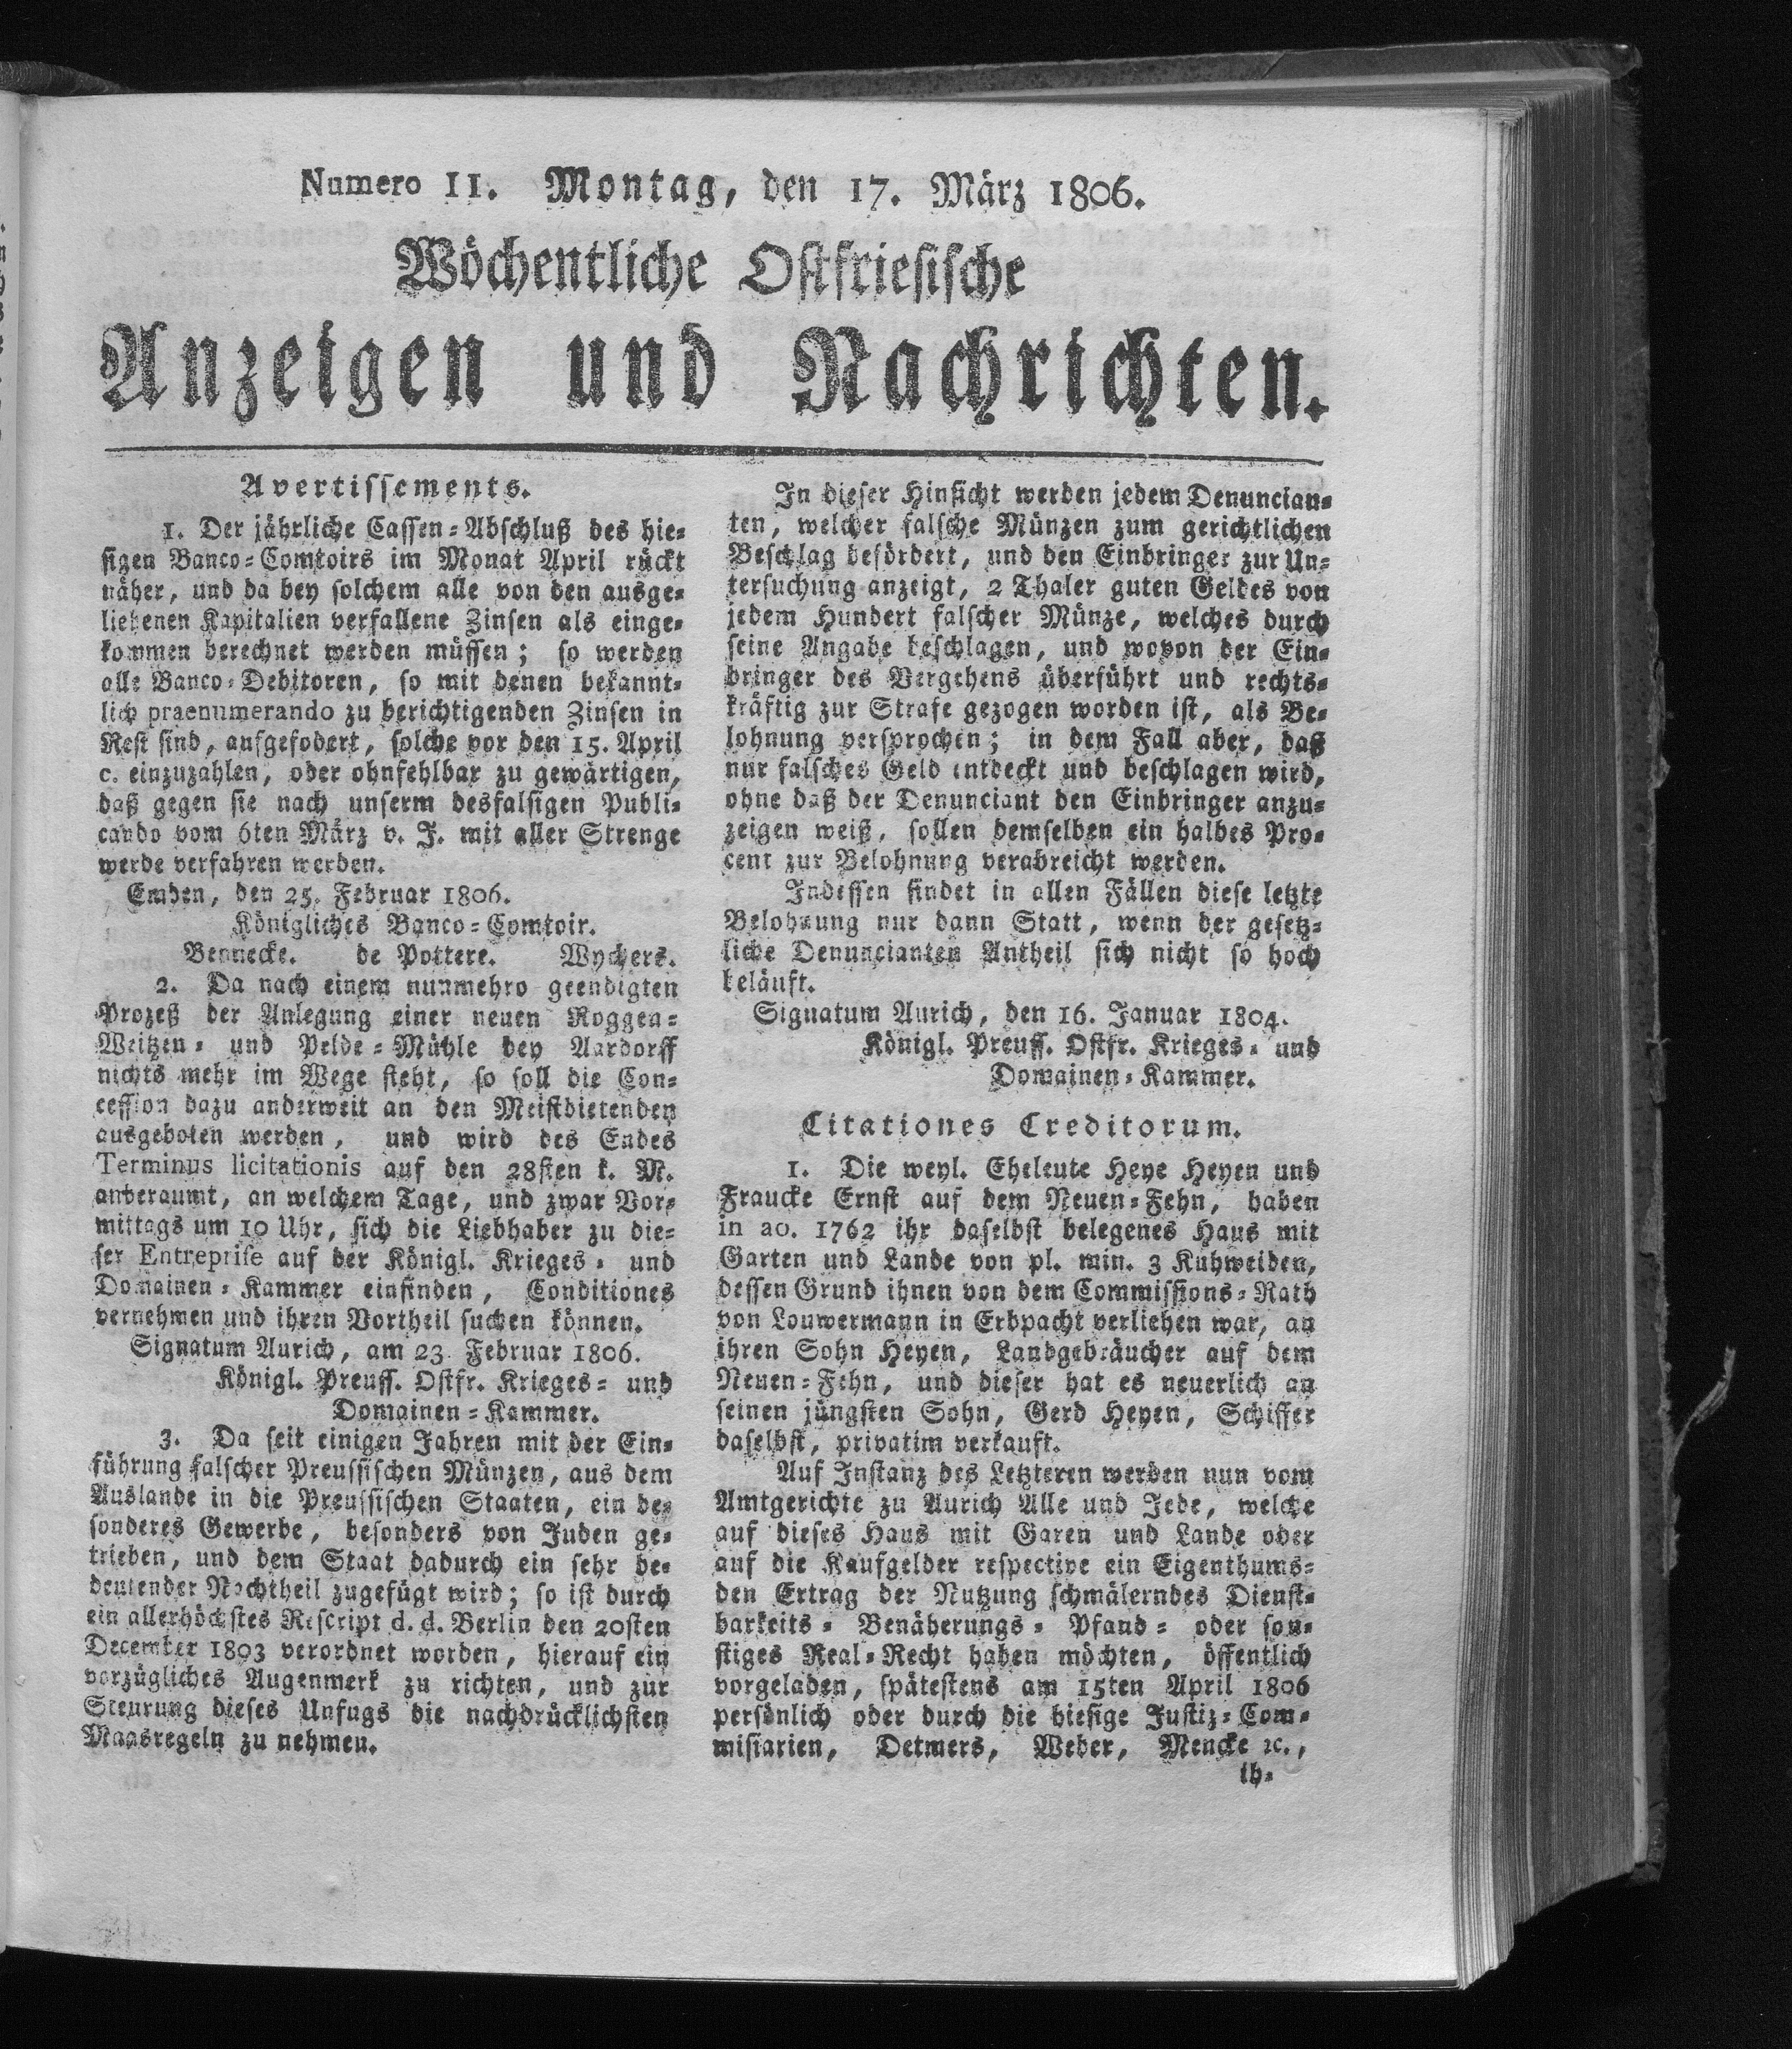 Numero 11. Montag, den 17. März 1806.
Wöchentliche Ostfriesische
Anzeigen und Nachrichten.
Avertissements.
1. Der jährliche Cassen-Abschluß des hie-
sigen Banco-Comtoirs im Monat April rückt
näher, und da bey solchem alle von den ausge-
liehenen Kapitalien verfallene Zinsen als einge-
kommen berechnet werden müssen; so werden
alle Banco-Debitoren, so mit denen bekannt-
lich praenumerando zu berichtigenden Zinsen in
Rest sind, aufgefodert, solche vor den 15. April
c. einzuzahlen, oder ohnfehlbar zu gewärtigen,
daß gegen sie nach unserm desfalsigen Publi-
cando vom 6ten März v. J. mit aller Strenge
werde verfahren werden.
Emden, den 25. Februar 1806.
Königliches Banco-Comtoir.
Bennecke. de Pottere. Wychers.
2. Da nach einem nunmehro geendigten
Prozeß der Anlegung einer neuen Roggen-
Weitzen- und Pelde-Mühle bey Aardorff
nichts mehr im Wege steht, so soll die Con-
cession dazu anderweit an den Meistbietenden
ausgeboten werden, und wird des Endes
Terminus licitationis auf den 28sten k. M.
anberaumt, an welchem Tage, und zwar Vor-
mittags um 10 Uhr, sich die Liebhaber zu die-
ser Entreprise auf der Königl. Krieges- und
Domainen-Kammer einfinden, Conditiones
vernehmen und ihren Vortheil suchen können.
Signatum Aurich, am 23. Februar 1806.
Königl. Preuss. Ostfr. Krieges- und
Domainen-Kammer.
3. Da seit einigen Jahren mit der Ein-
führung falscher Preussischen Münzen, aus dem
Auslande in die Preussischen Staaten, ein be-
sonderes Gewerbe, besonders von Juden ge-
trieben, und dem Staat dadurch ein sehr be-
deutender Nachtheil zugefügt wird; so ist durch
ein allerhöchstes Rescript d. d. Berlin den 20sten
December 1803 verordnet worden, hierauf ein
vorzügliches Augenmerk zu richten, und zur
Steurung dieses Unfugs die nachdrücklichsten
Maasregeln zu nehmen.
In dieser Hinsicht werden jedem Denuncian-
ten, welcher falsche Münzen zum gerichtlichen
Beschlag befördert, und den Einbringer zur Un-
tersuchung anzeigt, 2 Thaler guten Geldes von
jedem Hundert falscher Münze, welches durch
seine Angabe beschlagen, und wovon der Ein-
bringer des Vergehens überführt und rechts-
kräftig zur Strafe gezogen worden ist, als Be-
lohnung versprochen; in dem Fall aber, daß
nur falsches Geld entdeckt und beschlagen wird,
ohne daß der Denunciant den Einbringer anzu-
zeigen weiß, sollen demselben ein halbes Pro-
cent zur Belohnung verabreicht werden.
Indessen findet in allen Fällen diese letzte
Belohnung nur dann Statt, wenn der gesetz-
liche Denuncianten Antheil sich nicht so hoch
beläuft.
Signatum Aurich, den 16. Januar 1804.
Königl. Preuss. Ostfr. Krieges- und
Domainen-Kammer.
Citationes Creditorum.
1. Die weyl. Eheleute Heye Heyen und
Fraucke Ernst auf dem Neuen-Fehn, haben
in ao. 1762 ihr daselbst belegenes Haus mit
Garten und Lande von pl. min. 3 Kuhweiden,
dessen Grund ihnen von dem Commissions-Rath
von Louwermann in Erbpacht verliehen war, an
ihren Sohn Heyen, Landgebräucher auf dem
Neuen-Fehn, und dieser hat es neuerlich an
seinen jüngsten Sohn, Gerd Heyen, Schiffer
daselbst, privatim verkauft.
Auf Instanz des Letzteren werden nun vom
Amtgerichte zu Aurich Alle und Jede, welche
auf dieses Haus mit Garen und Lande oder
auf die Kaufgelder respective ein Eigenthums-
den Ertrag der Nutzung schmälerndes Dienst-
barkeits- Benäherungs- Pfand- oder son-
stiges Real-Recht haben möchten, öffentlich
vorgeladen, spätestens am 15ten April 1806
persönlich oder durch die hiesige Justiz-Com-
missarien, Detmers, Weber, Mencke ꝛc.,
ih-